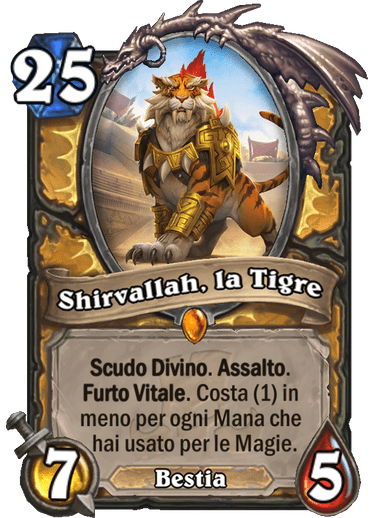 25
Shirvallah, la Tigre
Scudo Divino. Assalto.
Furto Vitale. Costa (1) in
meno per ogni Mana che
hai usato per le Magie.
7
Bestia
5